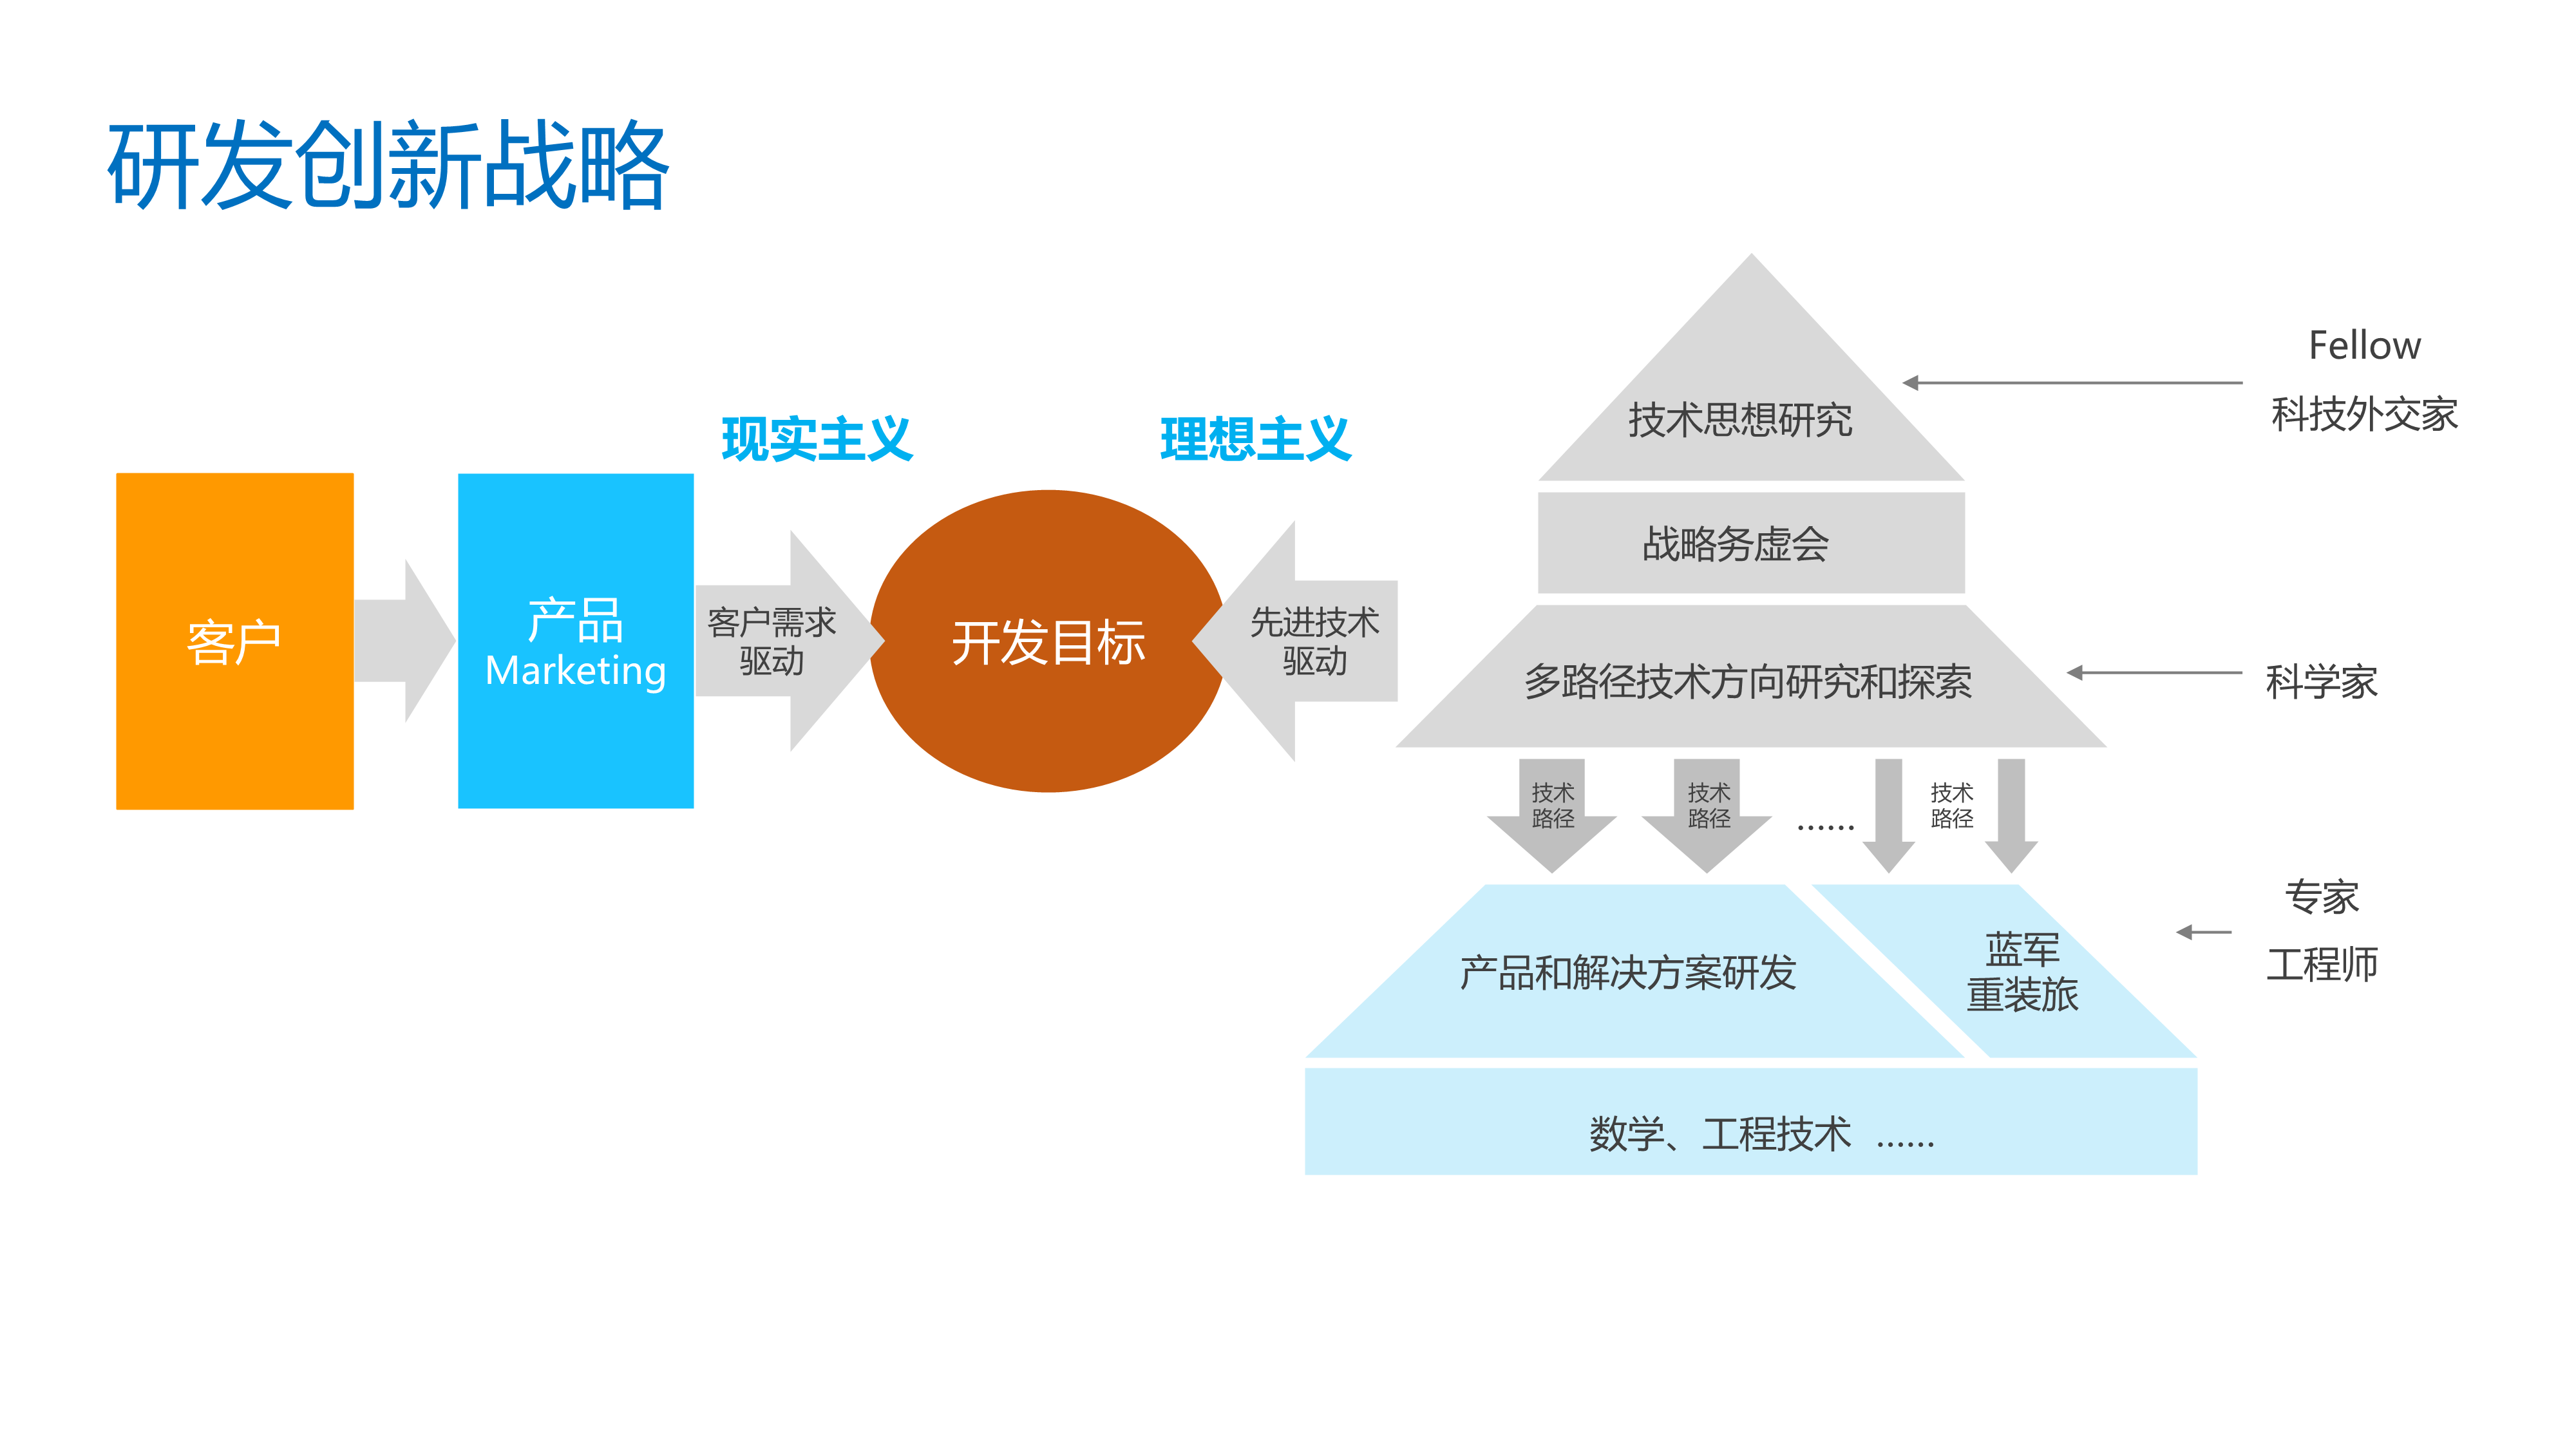 研发创新战略
现实主义
理想主义
客户
产品
Marketing
客户需求
驱动
开发目标
先进技术
驱动
技术思想研究
战略务虚会
多路径技术方向研究和探索
技术
路径
技术
路径
……
技术
路径
产品和解决方案研发
蓝军
重装旅
数学、工程技术 ……
Fellow
科技外交家
科学家
专家
工程师